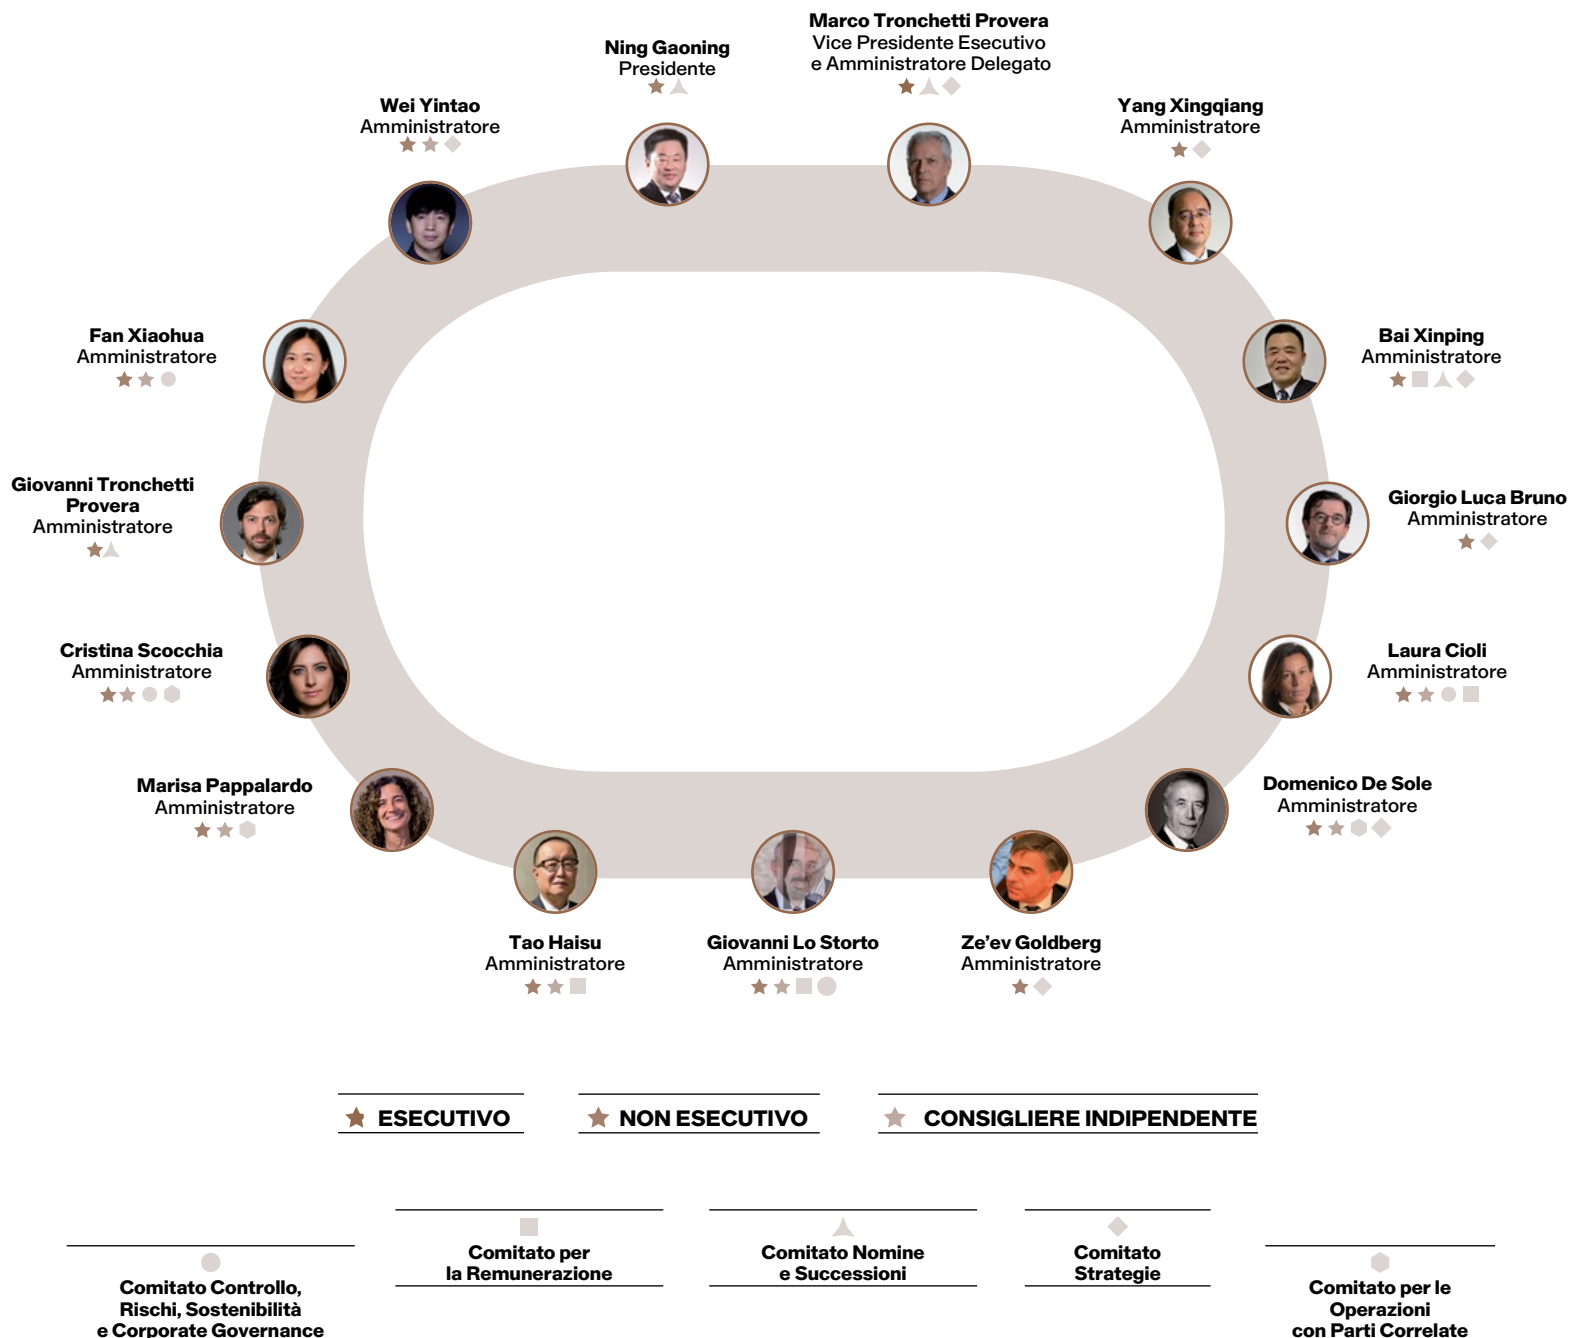 Marco Tronchetti Provera
Vice Presidente Esecutivo
e Amministratore Delegato
Ning Gaoning
Presidente
Wei Yintao
Amministratore
Yang Xingqiang
Amministratore
Fan Xiaohua
Amministratore
Bai Xinping
Amministratore
Giovanni Tronchetti
Provera
Amministratore
Giorgio Luca Bruno
Amministratore
Cristina Scocchia
Amministratore
Laura Cioli
Amministratore
Marisa Pappalardo
Amministratore
Domenico De Sole
Amministratore
Tao Haisu
Amministratore
Giovanni Lo Storto
Amministratore
Ze’ev Goldberg
Amministratore
ESECUTIVO
NON ESECUTIVO
CONSIGLIERE INDIPENDENTE
Comitato Controllo,
Rischi, Sostenibilità
e Corporate Governance
Comitato per
la Remunerazione
Comitato Nomine
e Successioni
Comitato
Strategie
Comitato per le
Operazioni
con Parti Correlate